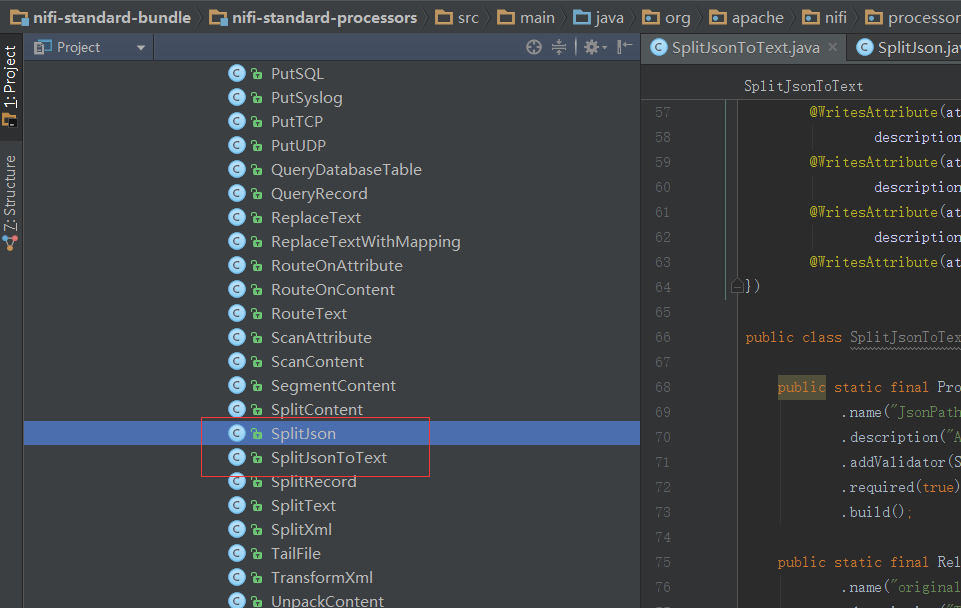 nifi-standard-bundle nifi-standard-processors src main java org apache nifi processor
Project SplitJsonToText.java SplitJson.ja
1: Project
7: Structure
PutSQL
PutSyslog
PutTCP
PutUDP
QueryDatabaseTable
QueryRecord
ReplaceText
ReplaceTextWithMapping
RouteOnAttribute
RouteOnContent
RouteText
ScanAttribute
ScanContent
SegmentContent
SplitContent
SplitJson
SplitJsonToText
SplitRecord
SplitText
SplitXml
TailFile
TransformXml
UnpackContent
SplitJsonToText
57 @WritesAttribute(at
58 description
59 @WritesAttribute(at
60 description
61 @WritesAttribute(at
62 description
63 @WritesAttribute(at
64 })
65
66 public class SplitJsonToTex
67
68 public static final Pro
69 .name("JsonPath
70 .description("A
71 .addValidator(S
72 .required(true)
73 .build();
74
75 public static final Rel
76 .name("original